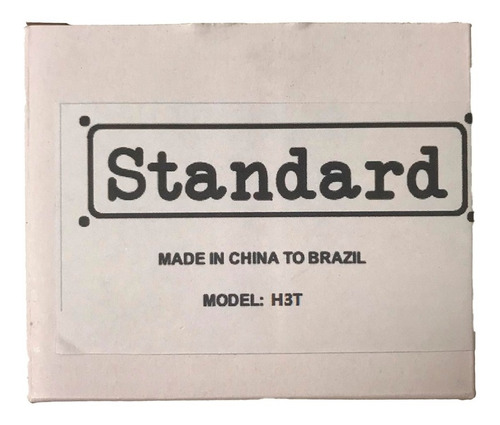 Standard
MADE IN CHINA TO BRAZIL
MODEL: H3T